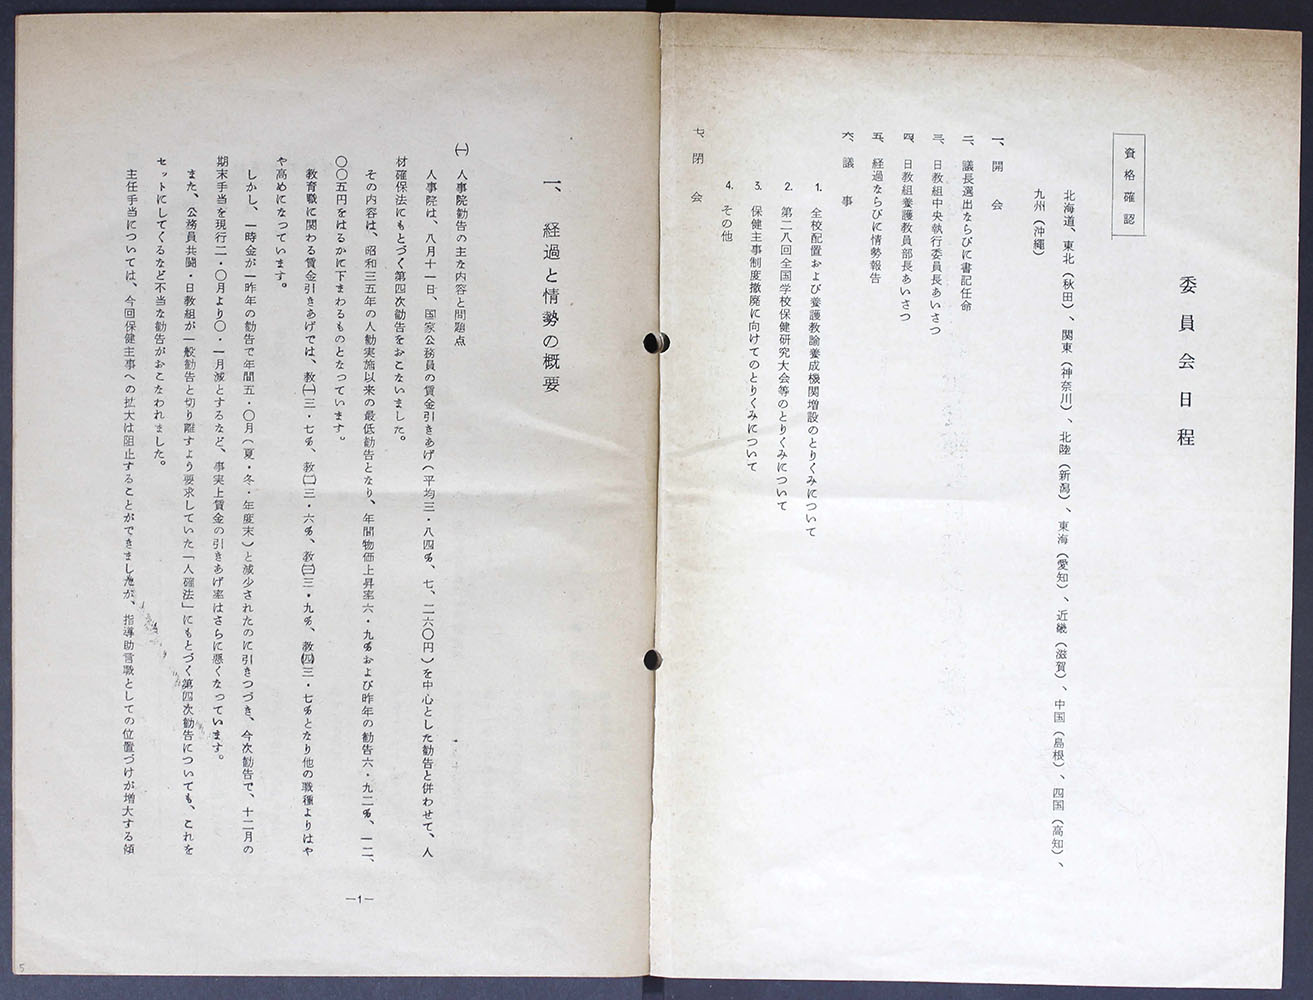 委員会日程
資格確認
北海道、東北（秋田）、関東（神奈川）、北陸（新潟）、東海（愛知）、近畿（滋賀）、中国（島根）、四国（高知）、
九州（沖縄）
一、開会
二、議長選出ならびに書記任命
三、日教組中央執行委員長あいさつ
四、日教組養護教員部長あいさつ
五、経過ならびに情勢報告
六、議事
1. 全校配置および養護教諭養成機関増設のとりくみについて
2. 第二八回全国学校保健研究大会等のとりくみについて
3. 保健主事制度撤廃に向けてのとりくみについて
4. その他
七、閉会
一、経過と情勢の概要
㈠ 人事院勧告の主な内容と問題点
人事院は、八月十一日、国家公務員の賃金引きあげ（平均三・八四％、七、二六〇円）を中心とした勧告と併わせて、人
材確保法にもとづく第四次勧告をおこないました。
その内容は、昭和三五年の人勧実施以来の最低勧告となり、年間物価上昇率六・九％および昨年の勧告六・九二％、一二、
〇〇五円をはるかに下まわるものとなっています。
教育職に関わる賃金引きあげでは、教㈠三・七％、教㈡三・六％、教㈢三・九％、教㈣三・七％となり他の職種よりはや
や高めになっています。
しかし、一時金が一昨年の勧告で年間五・〇月（夏・冬・年度末）と減少されたのに引きつづき、今次勧告で、十二月の
期末手当を現行二・〇月より〇・一月減とするなど、事実上賃金の引きあげ率はさらに悪くなっています。
また、公務員共闘・日教組が一般勧告と切り離すよう要求していた「人確法」にもとづく第四次勧告についても、これを
セットにしてくるなど不当な勧告がおこなわれました。
主任手当については、今回保健主事への拡大は阻止することができましたが、指導助言職としての位置づけが増大する傾
—1—
5